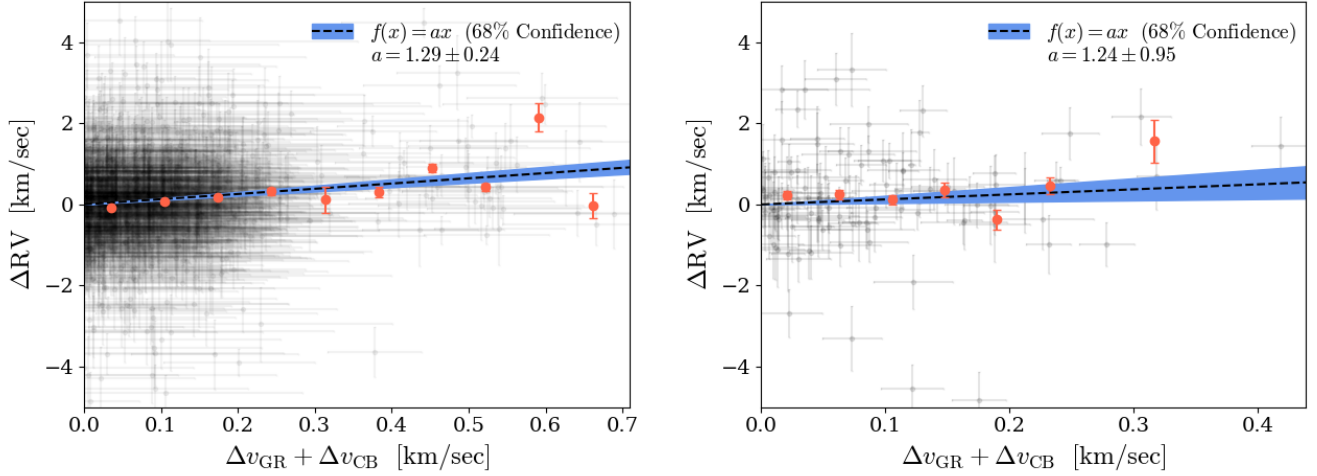 f(x) = ax (68% Confidence)
a = 1.29 ± 0.24
4
2
0
−2
−4
ΔRV [km/sec]
0.0 0.1 0.2 0.3 0.4 0.5 0.6 0.7
Δv_GR + Δv_CB [km/sec]
f(x) = ax (68% Confidence)
a = 1.24 ± 0.95
4
2
0
−2
−4
ΔRV [km/sec]
0.0 0.1 0.2 0.3 0.4
Δv_GR + Δv_CB [km/sec]